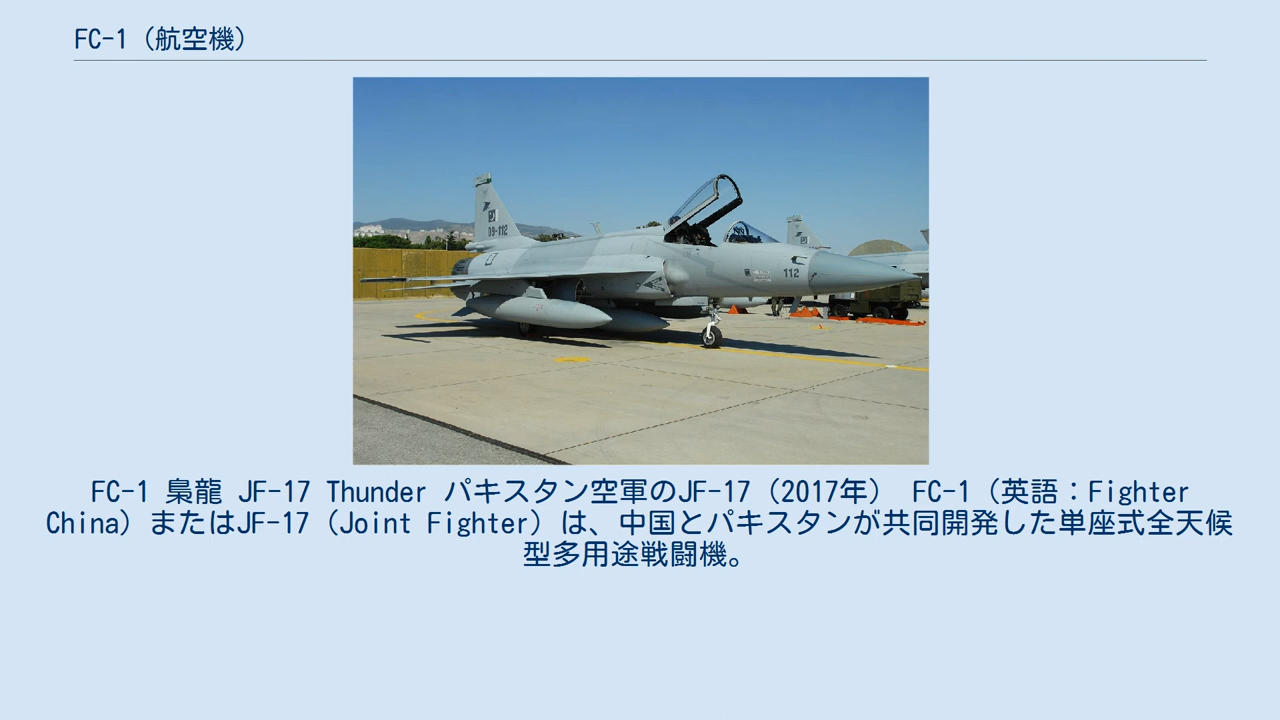 FC-1（航空機）
09-112
112
FC-1 梟龍 JF-17 Thunder パキスタン空軍のJF-17（2017年） FC-1（英語：Fighter
China）またはJF-17（Joint Fighter）は、中国とパキスタンが共同開発した単座式全天候
型多用途戦闘機。